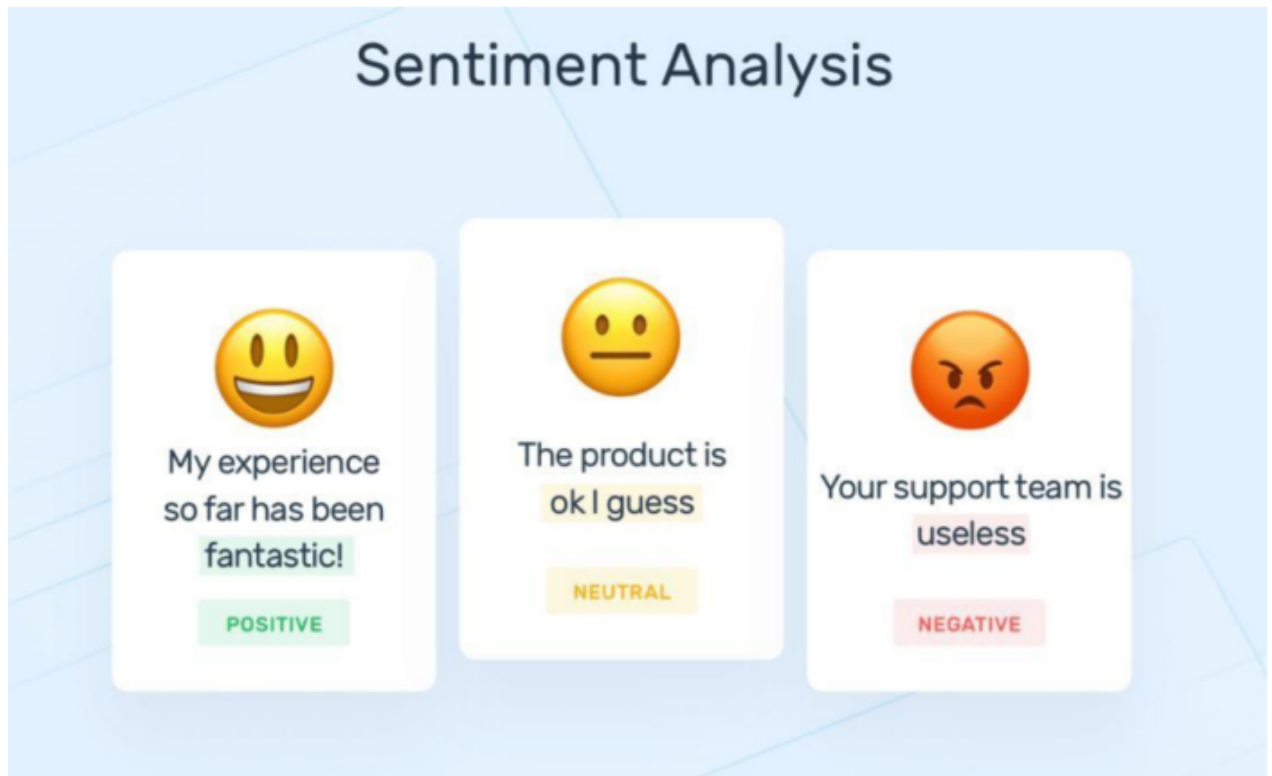 Sentiment Analysis
My experience
so far has been
fantastic!
POSITIVE
The product is
ok I guess
NEUTRAL
Your support team is
useless
NEGATIVE